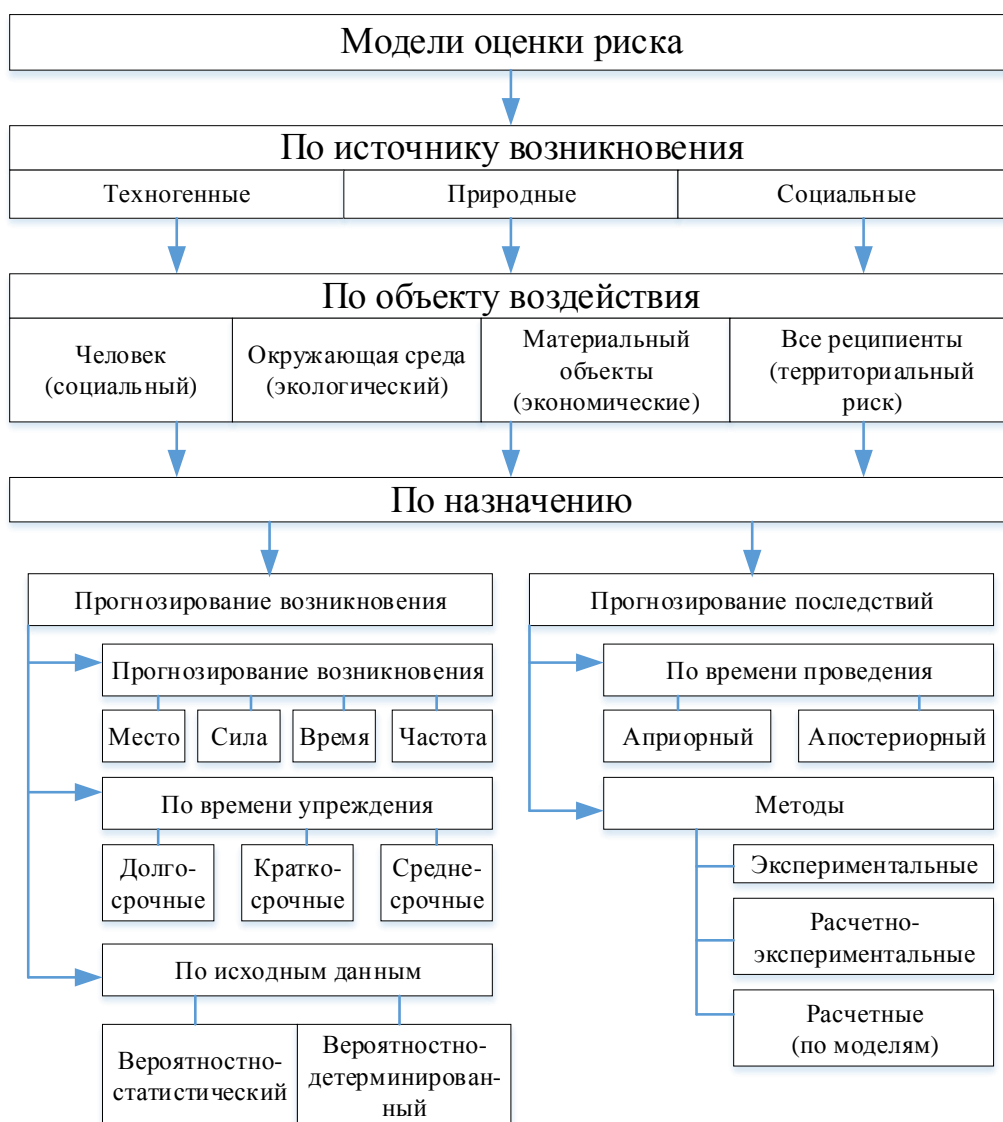 Модели оценки риска
По источнику возникновения
Техногенные
Природные
Социальные
По объекту воздействия
Человек
(социальный)
Окружающая среда
(экологический)
Материальный
объекты
(экономические)
Все реципиенты
(территориальный
риск)
По назначению
Прогнозирование возникновения
Прогнозирование возникновения
Место
Сила
Время
Частота
По времени упреждения
Долго-
срочные
Кратко-
срочные
Средне-
срочные
По исходным данным
Вероятностно-
статистический
Вероятностно-
детерминирован-
ный
Прогнозирование последствий
По времени проведения
Априорный
Апостериорный
Методы
Экспериментальные
Расчетно-
экспериментальные
Расчетные
(по моделям)